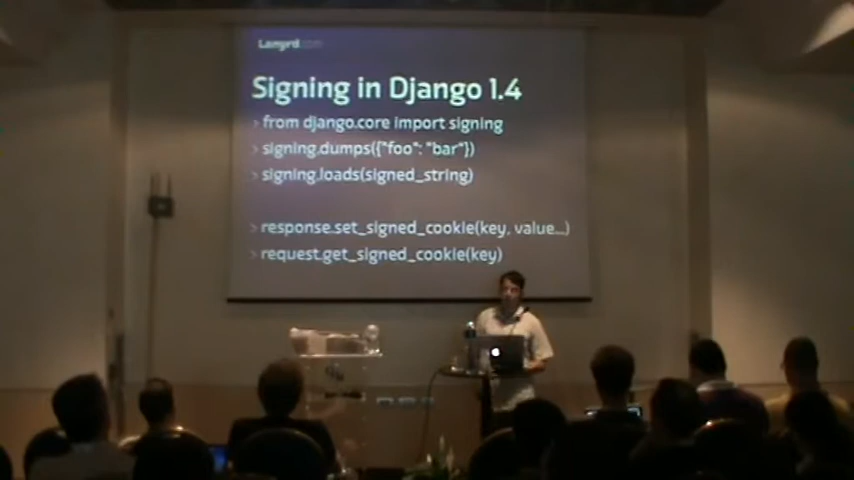 Lanyrd.com
Signing in Django 1.4
> from django.core import signing
> signing.dumps({"foo": "bar"})
> signing.loads(signed_string)
> response.set_signed_cookie(key, value...)
> request.get_signed_cookie(key)